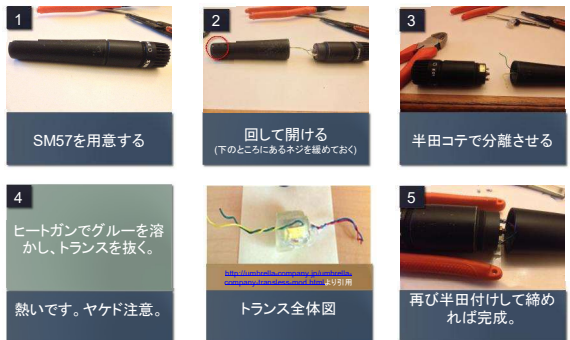 1
SM57を用意する
2
回して開ける
(下のところにあるネジを緩めておく)
3
半田コテで分離させる
4
ヒートガンでグルーを溶
かし、トランスを抜く。
熱いです。ヤケド注意。
http://umbrella-company.jp/umbrella-
company-transless-mod.htmlより引用
トランス全体図
5
再び半田付けして締め
れば完成。